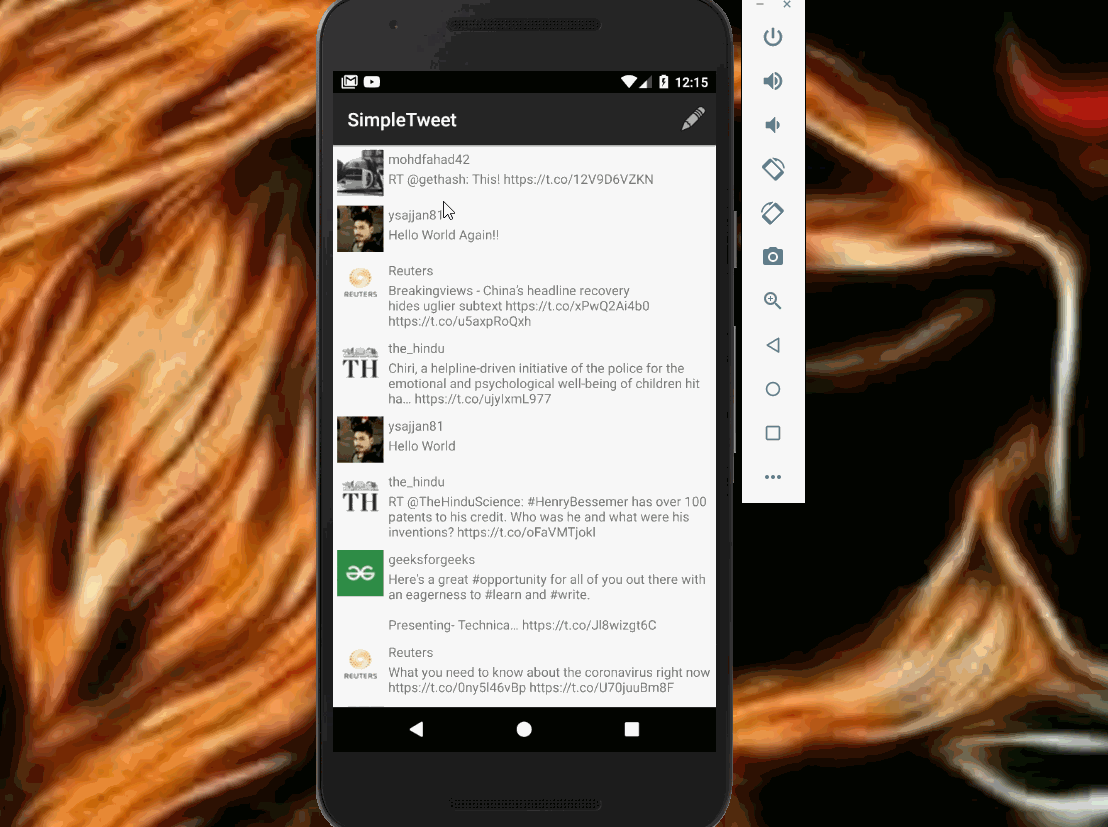 12:15
SimpleTweet
mohdfahad42
RT @gethash: This! https://t.co/12V9D6VZKN
ysajjan81
Hello World Again!!
REUTERS
Reuters
Breakingviews - China's headline recovery
hides uglier subtext https://t.co/xPwQ2Ai4b0
https://t.co/u5axpRoQxh
TH
the_hindu
Chiri, a helpline-driven initiative of the police for the
emotional and psychological well-being of children hit
ha… https://t.co/ujyIxmL977
ysajjan81
Hello World
TH
the_hindu
RT @TheHinduScience: #HenryBessemer has over 100
patents to his credit. Who was he and what were his
inventions? https://t.co/oFaVMTjokI
geeksforgeeks
Here's a great #opportunity for all of you out there with
an eagerness to #learn and #write.
Presenting- Technica… https://t.co/Jl8wizgt6C
REUTERS
Reuters
What you need to know about the coronavirus right now
https://t.co/0ny5l46vBp https://t.co/U70juuBm8F